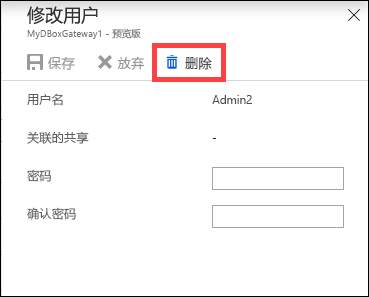 修改用户
MyDBoxGateway1 - 预览版
保存 放弃 删除
用户名 Admin2
关联的共享 -
密码
确认密码